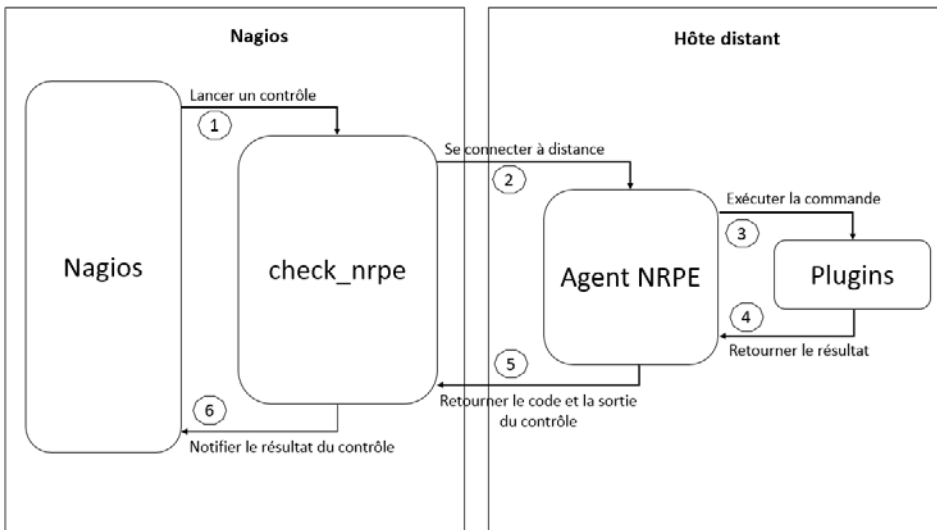 Nagios
Hôte distant
Lancer un contrôle
1
Se connecter à distance
2
Exécuter la commande
3
Nagios
check_nrpe
Agent NRPE
Plugins
4
Retourner le résultat
5
Retourner le code et la sortie
du contrôle
6
Notifier le résultat du contrôle